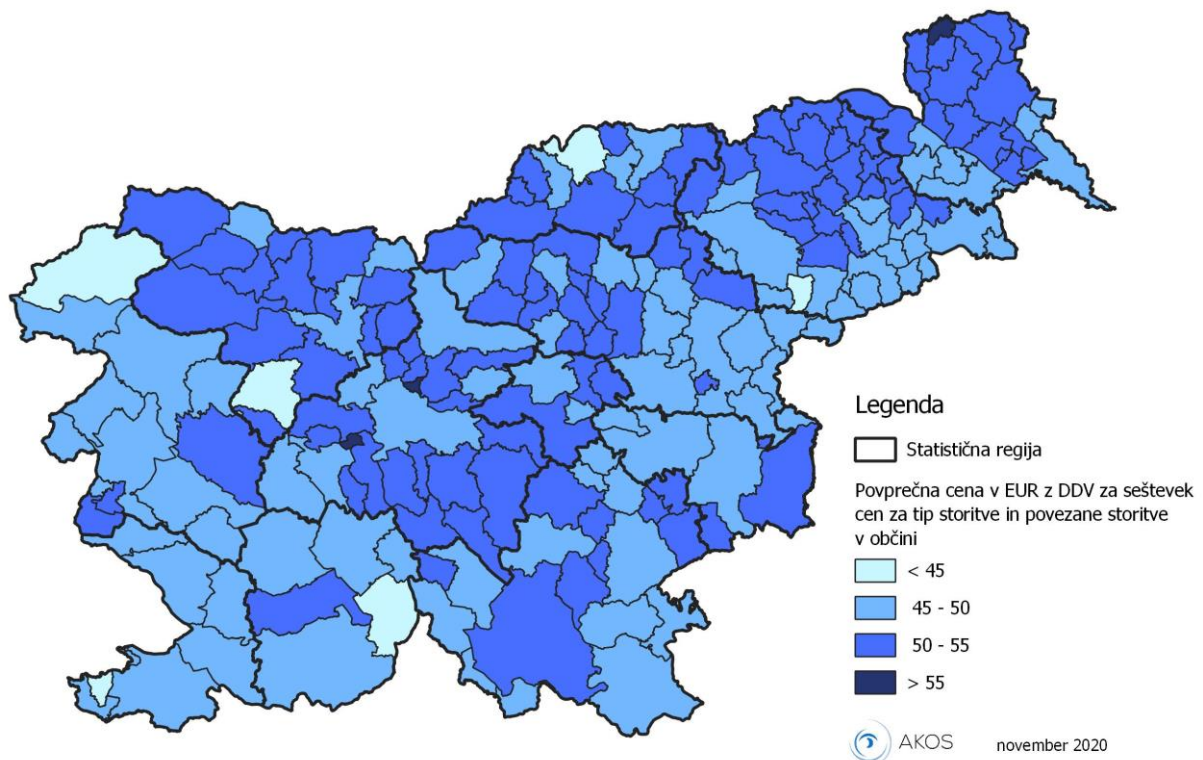 Legenda
Statistična regija
Povprečna cena v EUR z DDV za seštevek
cen za tip storitve in povezane storitve
v občini
< 45
45 - 50
50 - 55
> 55
AKOS november 2020